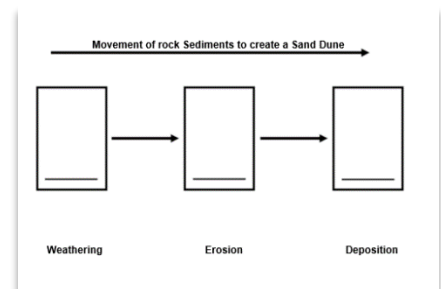 Movement of rock Sediments to create a Sand Dune
Weathering Erosion Deposition